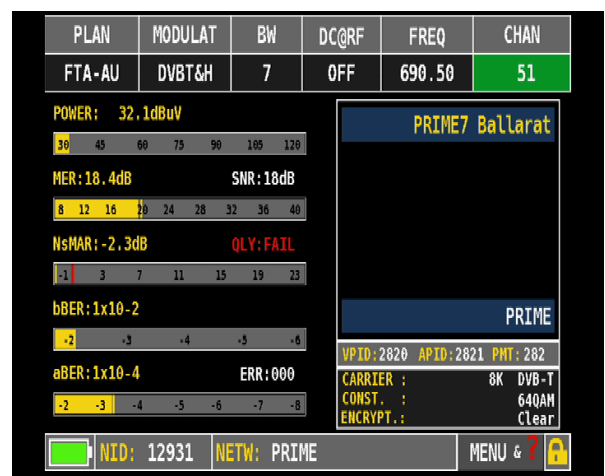 PLAN MODULAT BW DC@RF FREQ CHAN
FTA-AU DVBT&H 7 OFF 690.50 51
POWER: 32.1dBuV
30 45 60 75 90 105 120
MER:18.4dB SNR:18dB
8 12 16 20 24 28 32 36 40
NsMAR:-2.3dB QLY:FAIL
-1 3 7 11 15 19 23
bBER:1x10-2
-2 -3 -4 -5 -6
aBER:1x10-4 ERR:000
-2 -3 -4 -5 -6 -7 -8
PRIME7 Ballarat
PRIME
VPID:2820 APID:2821 PMT:282
CARRIER : 8K DVB-T
CONST. : 64QAM
ENCRYPT.: Clear
NID: 12931 NETW: PRIME MENU & ?